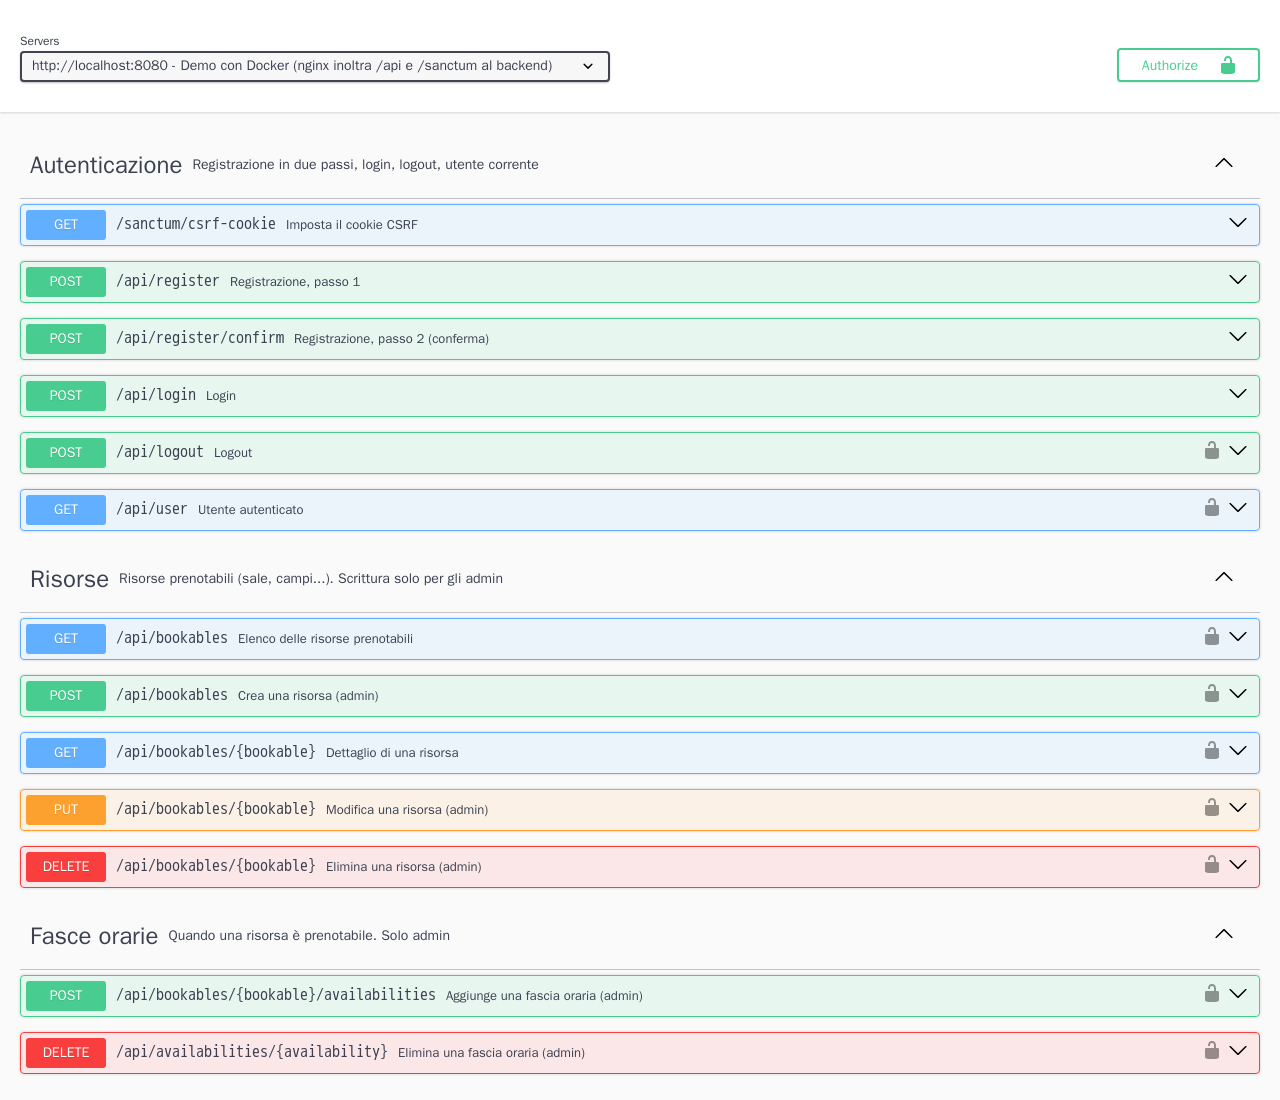 Servers
http://localhost:8080 - Demo con Docker (nginx inoltra /api e /sanctum al backend)
Authorize
Autenticazione Registrazione in due passi, login, logout, utente corrente
GET /sanctum/csrf-cookie Imposta il cookie CSRF
POST /api/register Registrazione, passo 1
POST /api/register/confirm Registrazione, passo 2 (conferma)
POST /api/login Login
POST /api/logout Logout
GET /api/user Utente autenticato
Risorse Risorse prenotabili (sale, campi...). Scrittura solo per gli admin
GET /api/bookables Elenco delle risorse prenotabili
POST /api/bookables Crea una risorsa (admin)
GET /api/bookables/{bookable} Dettaglio di una risorsa
PUT /api/bookables/{bookable} Modifica una risorsa (admin)
DELETE /api/bookables/{bookable} Elimina una risorsa (admin)
Fasce orarie Quando una risorsa è prenotabile. Solo admin
POST /api/bookables/{bookable}/availabilities Aggiunge una fascia oraria (admin)
DELETE /api/availabilities/{availability} Elimina una fascia oraria (admin)